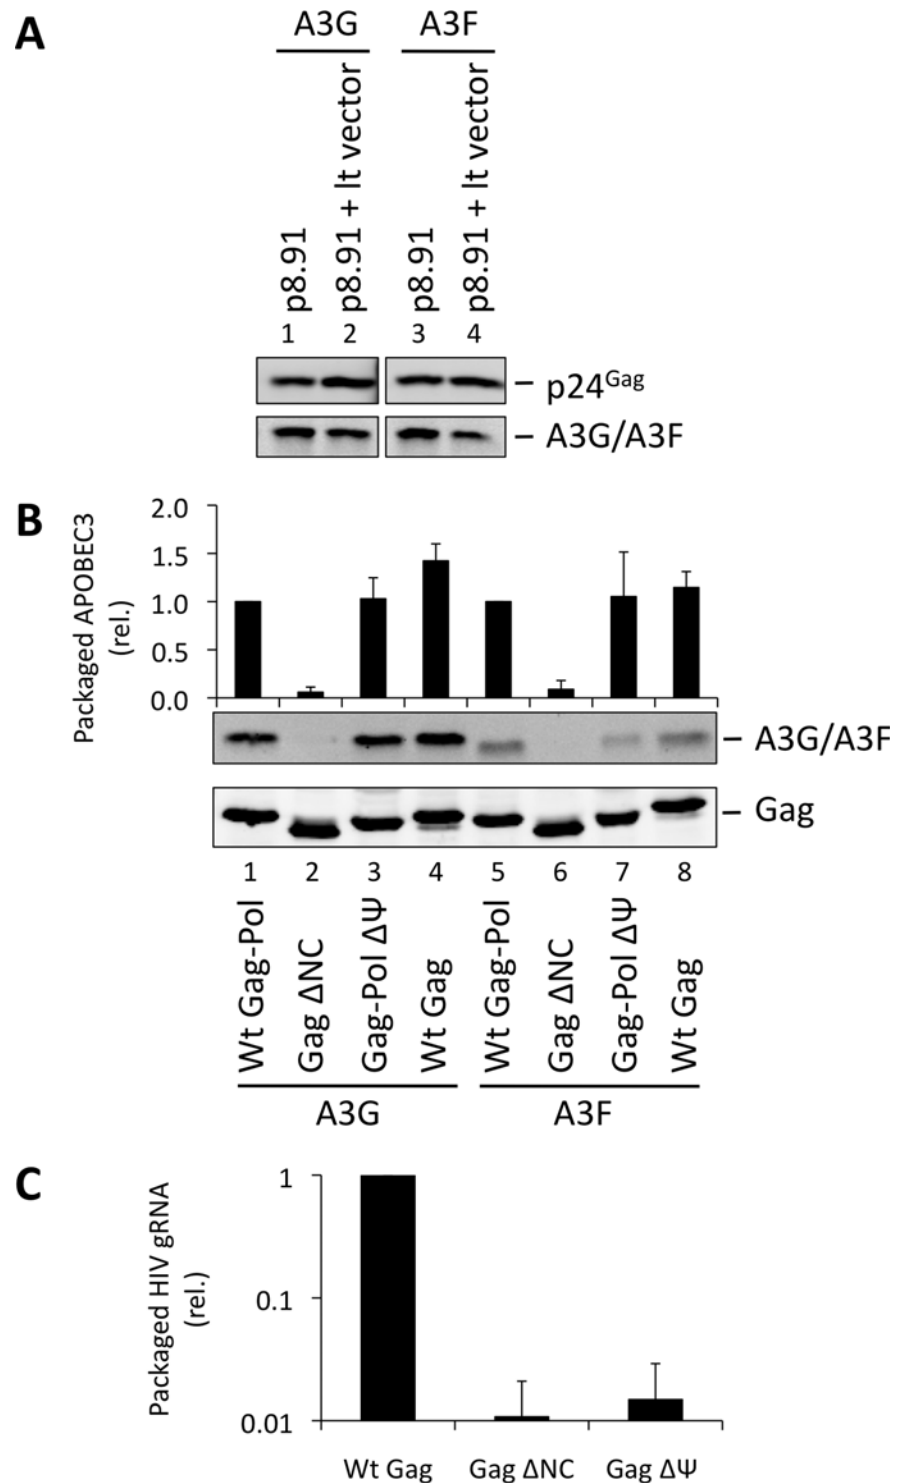 A
A3G A3F
p8.91
p8.91 + lt vector
p8.91
p8.91 + lt vector
1 2 3 4
p24Gag
A3G/A3F
B
Packaged APOBEC3
(rel.)
2.0
1.5
1.0
0.5
0.0
A3G/A3F
Gag
1 2 3 4 5 6 7 8
Wt Gag-Pol
Gag ΔNC
Gag-Pol ΔΨ
Wt Gag
Wt Gag-Pol
Gag ΔNC
Gag-Pol ΔΨ
Wt Gag
A3G A3F
C
Packaged HIV gRNA
(rel.)
1
0.1
0.01
Wt Gag Gag ΔNC Gag ΔΨ